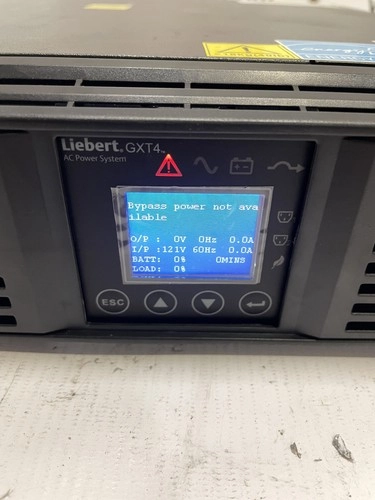 Liebert® GXT4™
AC Power System
Bypass power not ava
ilable
O/P : 0V 0Hz 0.0A
I/P :121V 60Hz 0.0A
BATT: 0% 0MINS
LOAD: 0%
ESC